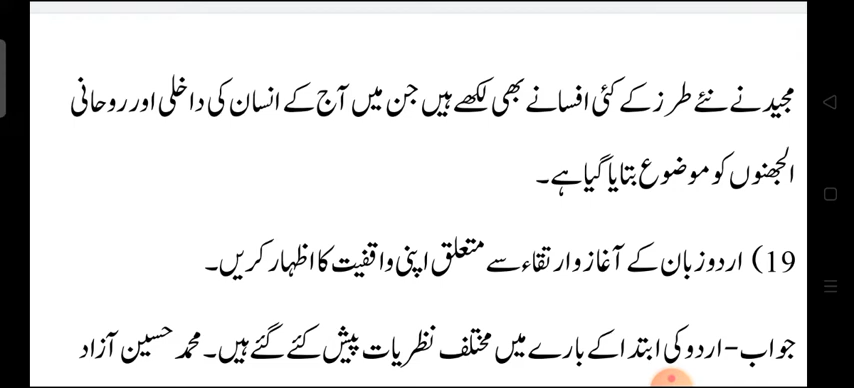 مجید نے نئے طرز کے کئی افسانے بھی لکھے ہیں جن میں آج کے انسان کی داخلی اور روحانی
الجھنوں کو موضوع بتایا گیا ہے۔
19) اردو زبان کے آغاز و ارتقاء سے متعلق اپنی واقفیت کا اظہار کریں۔
جواب- اردو کی ابتدا کے بارے میں مختلف نظریات پیش کئے گئے ہیں۔ محمد حسین آزاد